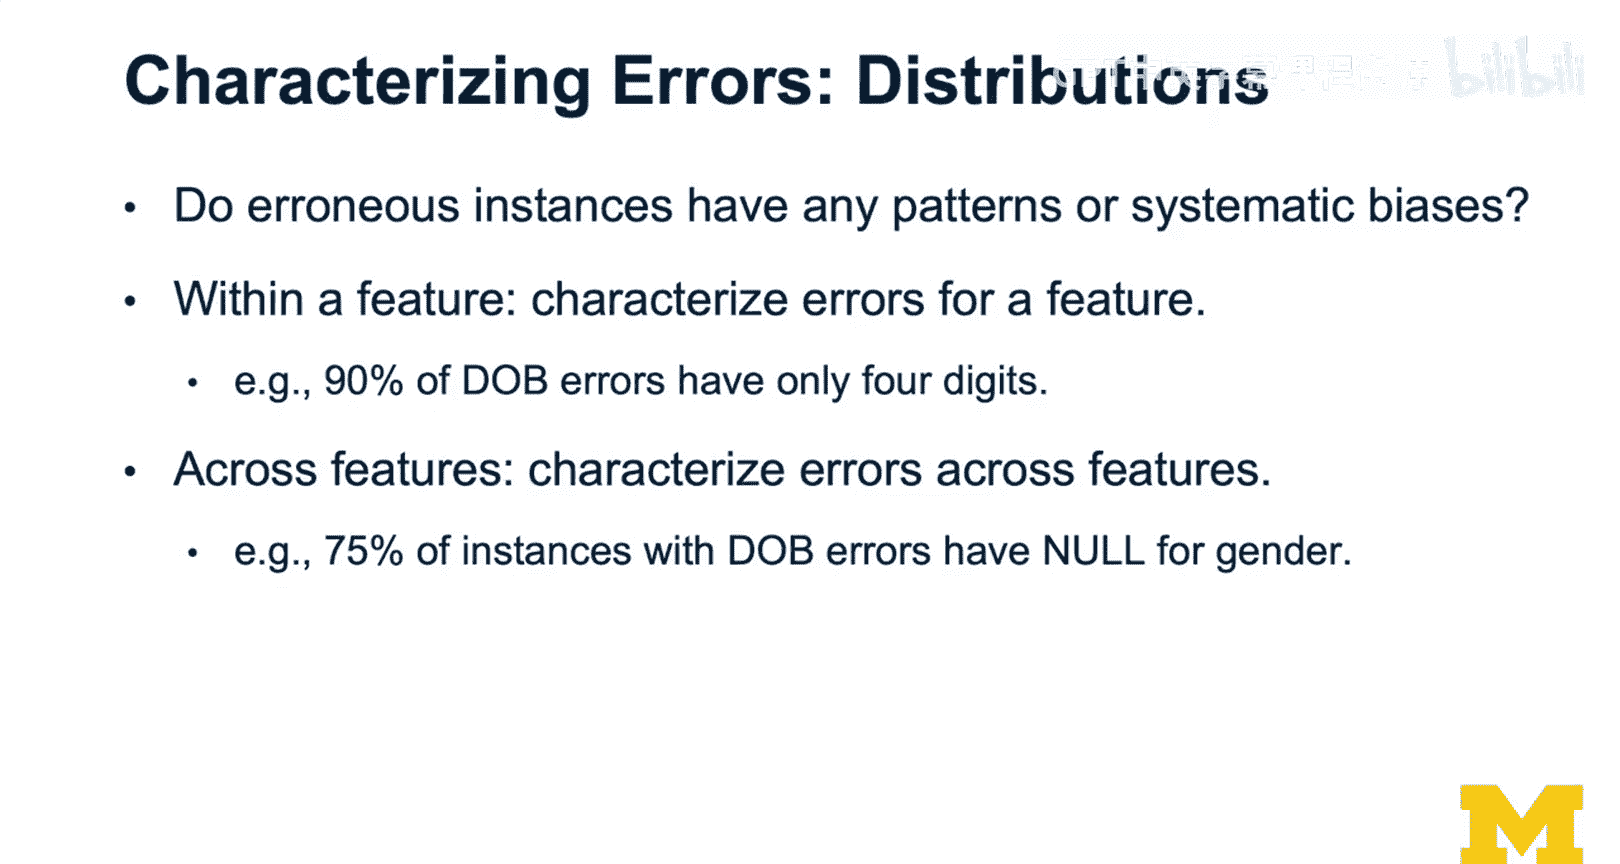 Characterizing Errors: Distributions
bilibili
• Do erroneous instances have any patterns or systematic biases?
• Within a feature: characterize errors for a feature.
• e.g., 90% of DOB errors have only four digits.
• Across features: characterize errors across features.
• e.g., 75% of instances with DOB errors have NULL for gender.
M